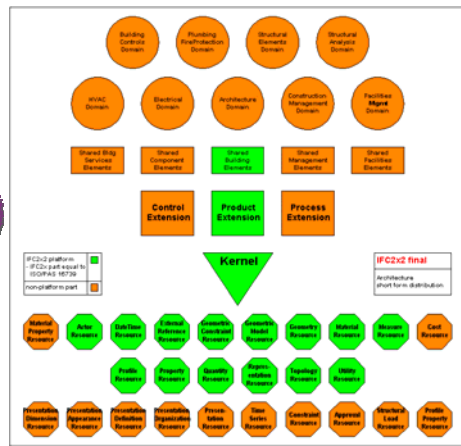 Building
Controls
Domain
Plumbing
FireProtection
Domain
Structural
Elements
Domain
Structural
Analysis
Domain
HVAC
Domain
Electrical
Domain
Architecture
Domain
Construction
Management
Domain
Facilities
Mgmt
Domain
Shared Bldg
Services
Elements
Shared
Component
Elements
Shared
Building
Elements
Shared
Management
Elements
Shared
Facilities
Elements
Control
Extension
Product
Extension
Process
Extension
IFC2x2 platform
- IFC2x part equal to
ISO/PAS 16739
non-platform part
Kernel
IFC2x2 final
Architecture
short form distribution
Material
Property
Resource
Actor
Resource
DateTime
Resource
External
Reference
Resource
Geometric
Constraint
Resource
Geometric
Model
Resource
Geometry
Resource
Material
Resource
Measure
Resource
Cost
Resource
Profile
Resource
Property
Resource
Quantity
Resource
Represen-
tation
Resource
Topology
Resource
Utility
Resource
Presentation
Dimension
Resource
Presentation
Appearance
Resource
Presentation
Definition
Resource
Presentation
Organization
Resource
Presen-
tation
Resource
Time
Series
Resource
Constraint
Resource
Approval
Resource
Structural
Load
Resource
Profile
Property
Resource